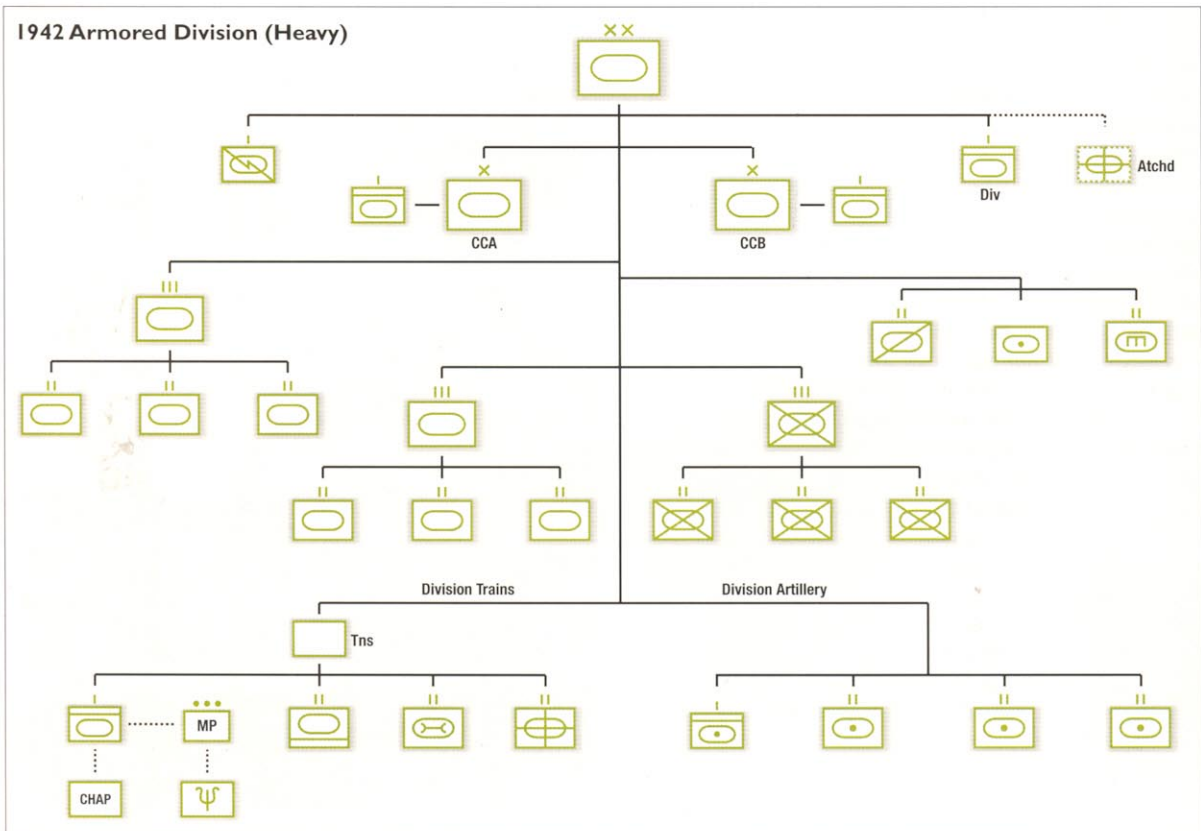 1942 Armored Division (Heavy)
Atchd
Div
CCA
CCB
Division Trains
Division Artillery
Tns
MP
CHAP